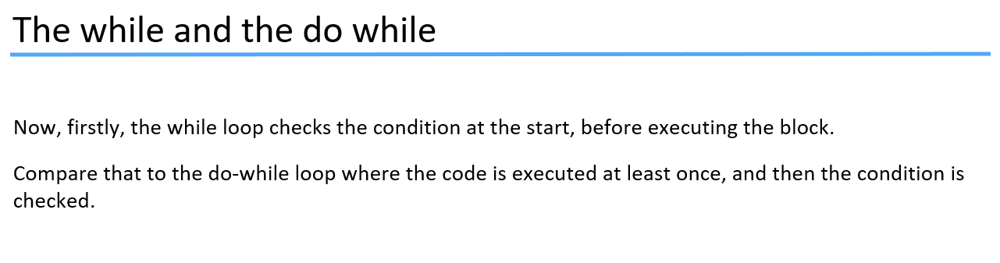 The while and the do while
Now, firstly, the while loop checks the condition at the start, before executing the block.
Compare that to the do-while loop where the code is executed at least once, and then the condition is
checked.